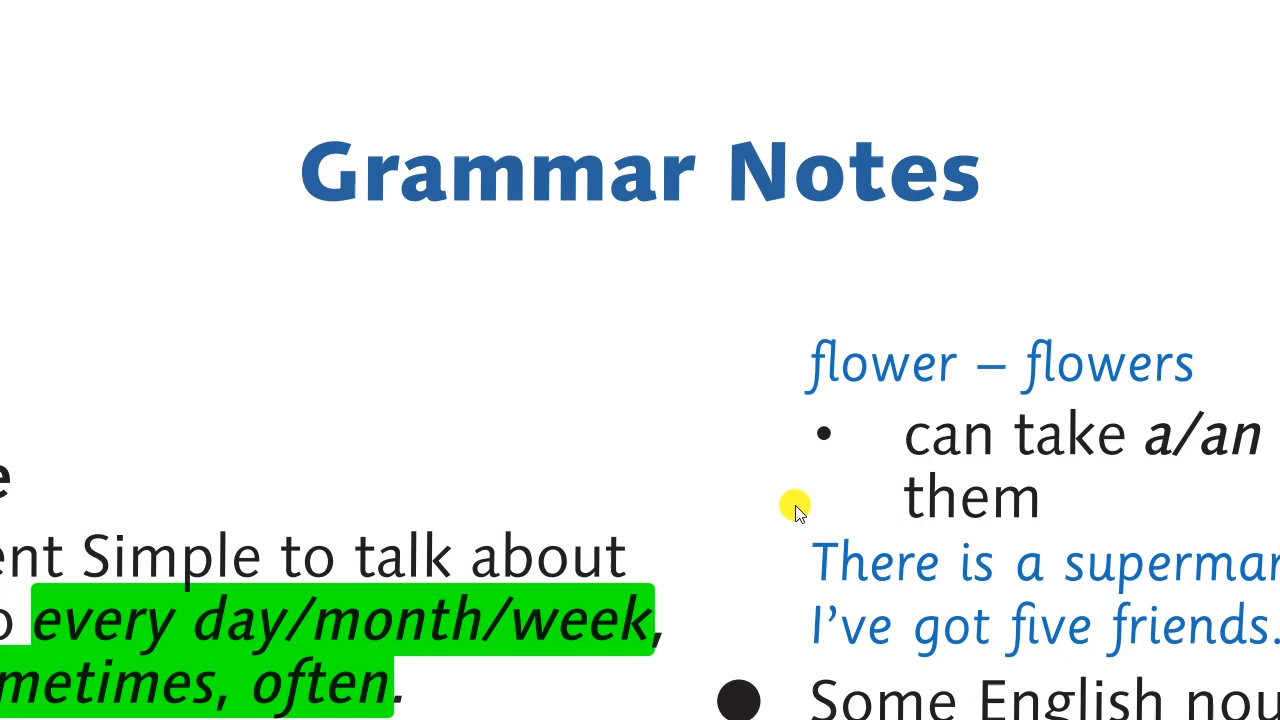 Grammar Notes
e
ent Simple to talk about
o every day/month/week,
metimes, often.
flower – flowers
• can take a/an
them
There is a supermar
I’ve got five friends.
● Some English nou